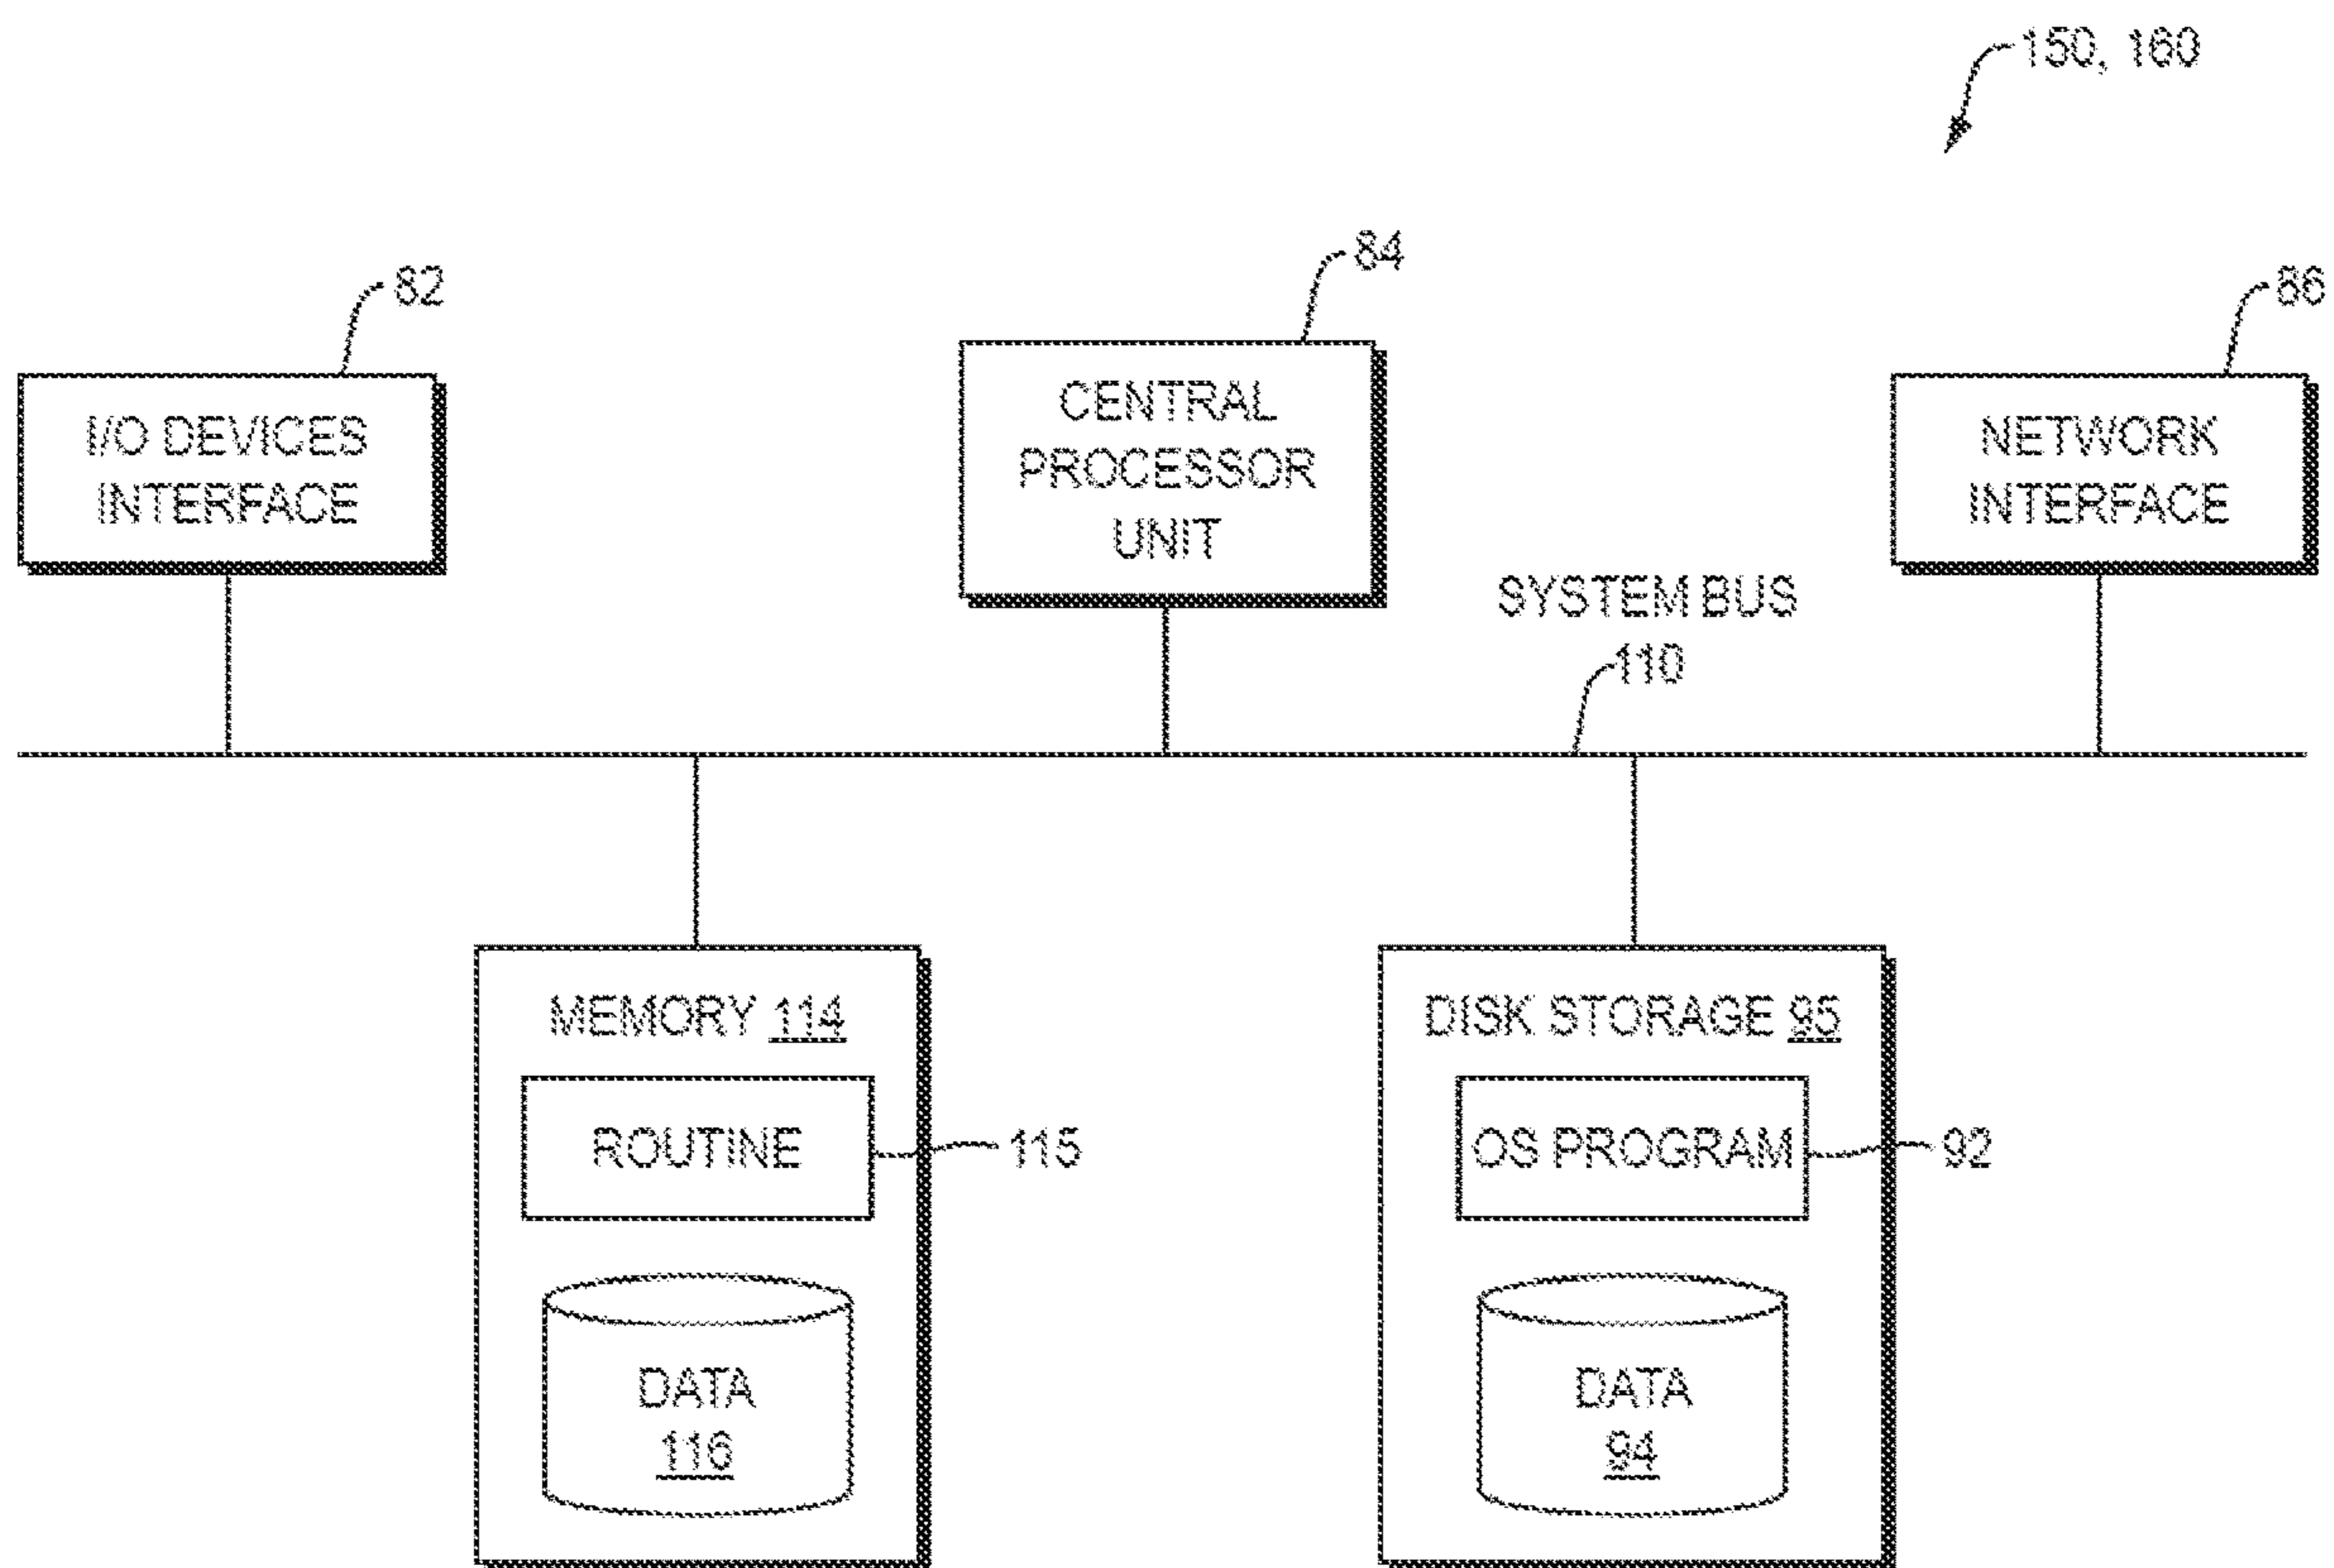 150, 160
84
82
86
I/O DEVICES
INTERFACE
CENTRAL
PROCESSOR
UNIT
NETWORK
INTERFACE
SYSTEM BUS
110
MEMORY 114
DISK STORAGE 95
ROUTINE
115
OS PROGRAM
92
DATA
116
DATA
94